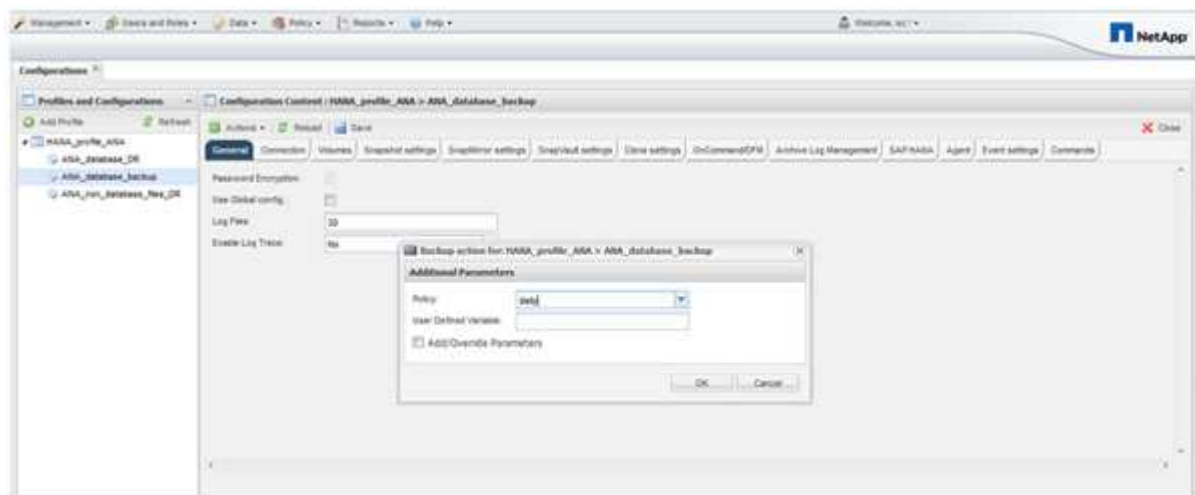 Management Users and Roles Data Policy Reports Help Welcome,
NetApp
Configurations
Profiles and Configurations
Configuration Content : HANA_profile_ANA > ANA_database_backup
Add Profile Refresh
Actions Reload Save Close
HANA_profile_ANA
General Connection Volumes Snapshot settings SnapMirror settings SnapVault settings Clone settings OnCommand/DFM Archive Log Management SAP HANA Agent Event settings Commands
ANA_database_DR
ANA_database_backup
Password Encryption:
ANA_non_database_files_DR
Use Global config:
Log Files: 30
Enable Log Trace: No
Backup action for: HANA_profile_ANA > ANA_database_backup
Additional Parameters
Policy: daily
User Defined Variable:
Add/Override Parameters
OK Cancel